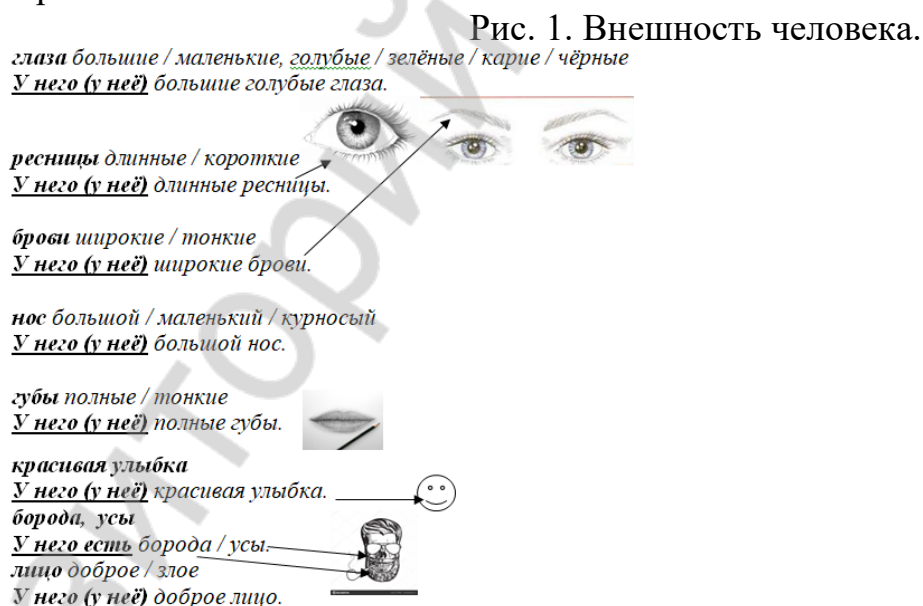 Рис. 1. Внешность человека.
глаза большие / маленькие, голубые / зелёные / карие / чёрные
У него (у неё) большие голубые глаза.
ресницы длинные / короткие
У него (у неё) длинные ресницы.
брови широкие / тонкие
У него (у неё) широкие брови.
нос большой / маленький / курносый
У него (у неё) большой нос.
губы полные / тонкие
У него (у неё) полные губы.
красивая улыбка
У него (у неё) красивая улыбка.
борода, усы
У него есть борода / усы.
лицо доброе / злое
У него (у неё) доброе лицо.